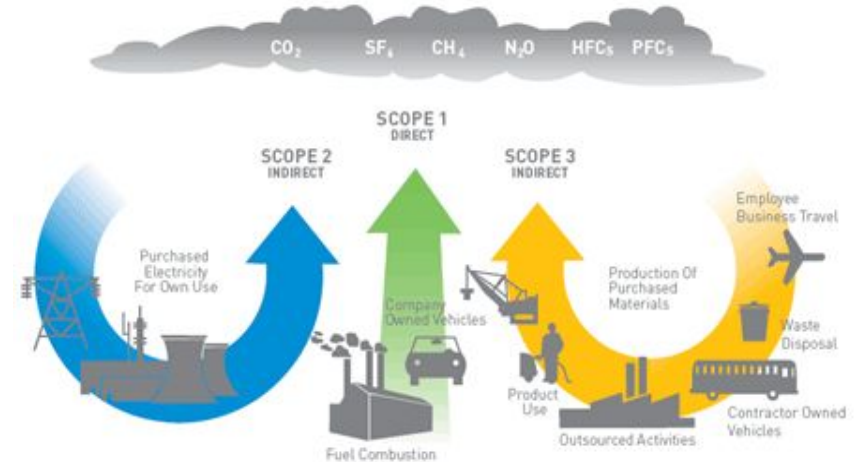 CO₂ SF₆ CH₄ N₂O HFCs PFCs
SCOPE 1
DIRECT
SCOPE 2
INDIRECT
SCOPE 3
INDIRECT
Purchased
Electricity
For Own Use
Company
Owned Vehicles
Fuel Combustion
Production Of
Purchased
Materials
Employee
Business Travel
Waste
Disposal
Contractor Owned
Vehicles
Outsourced Activities
Product
Use